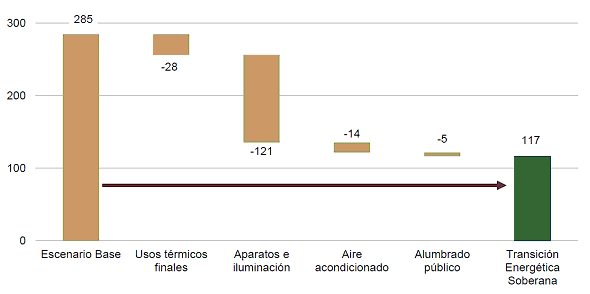 300
285
-28
200
-121
-14
-5
117
100
0
Escenario Base
Usos térmicos
finales
Aparatos e
iluminación
Aire
acondicionado
Alumbrado
público
Transición
Energética
Soberana